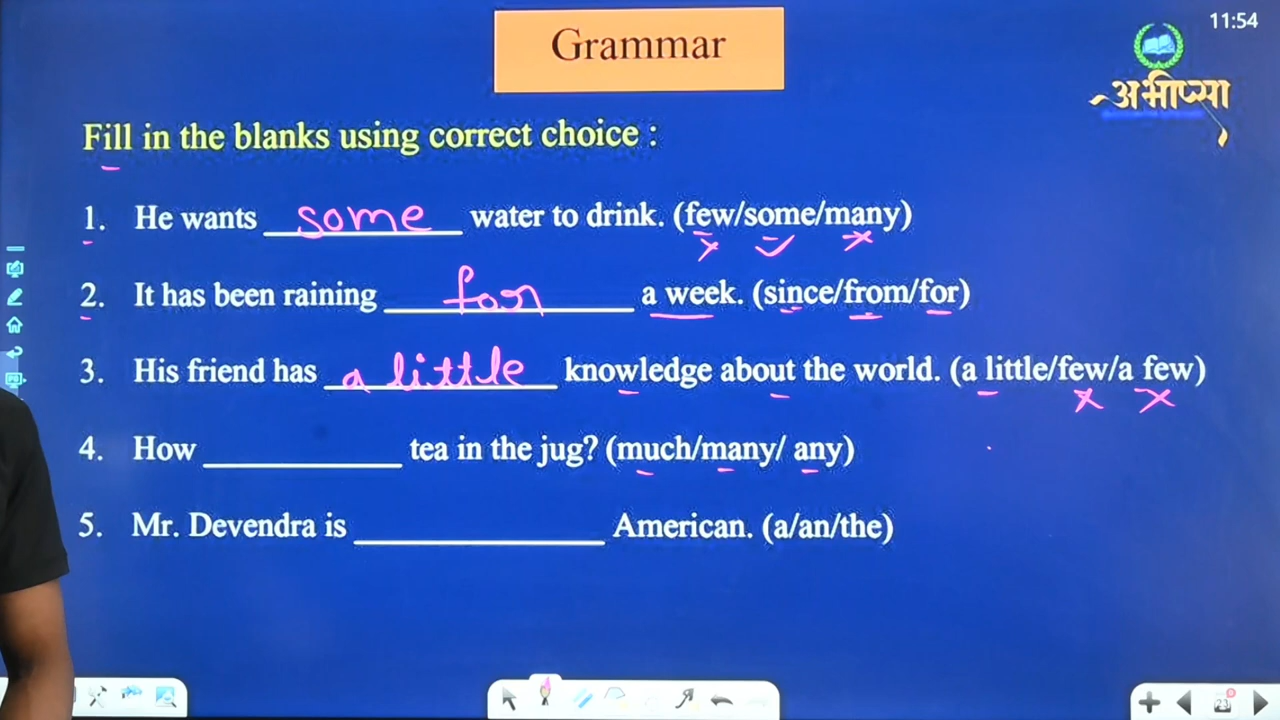 11:54
Grammar
अभीप्सा
Fill in the blanks using correct choice :
1. He wants some water to drink. (few/some/many)
2. It has been raining for a week. (since/from/for)
3. His friend has a little knowledge about the world. (a little/few/a few)
4. How ____________ tea in the jug? (much/many/ any)
5. Mr. Devendra is _______________ American. (a/an/the)